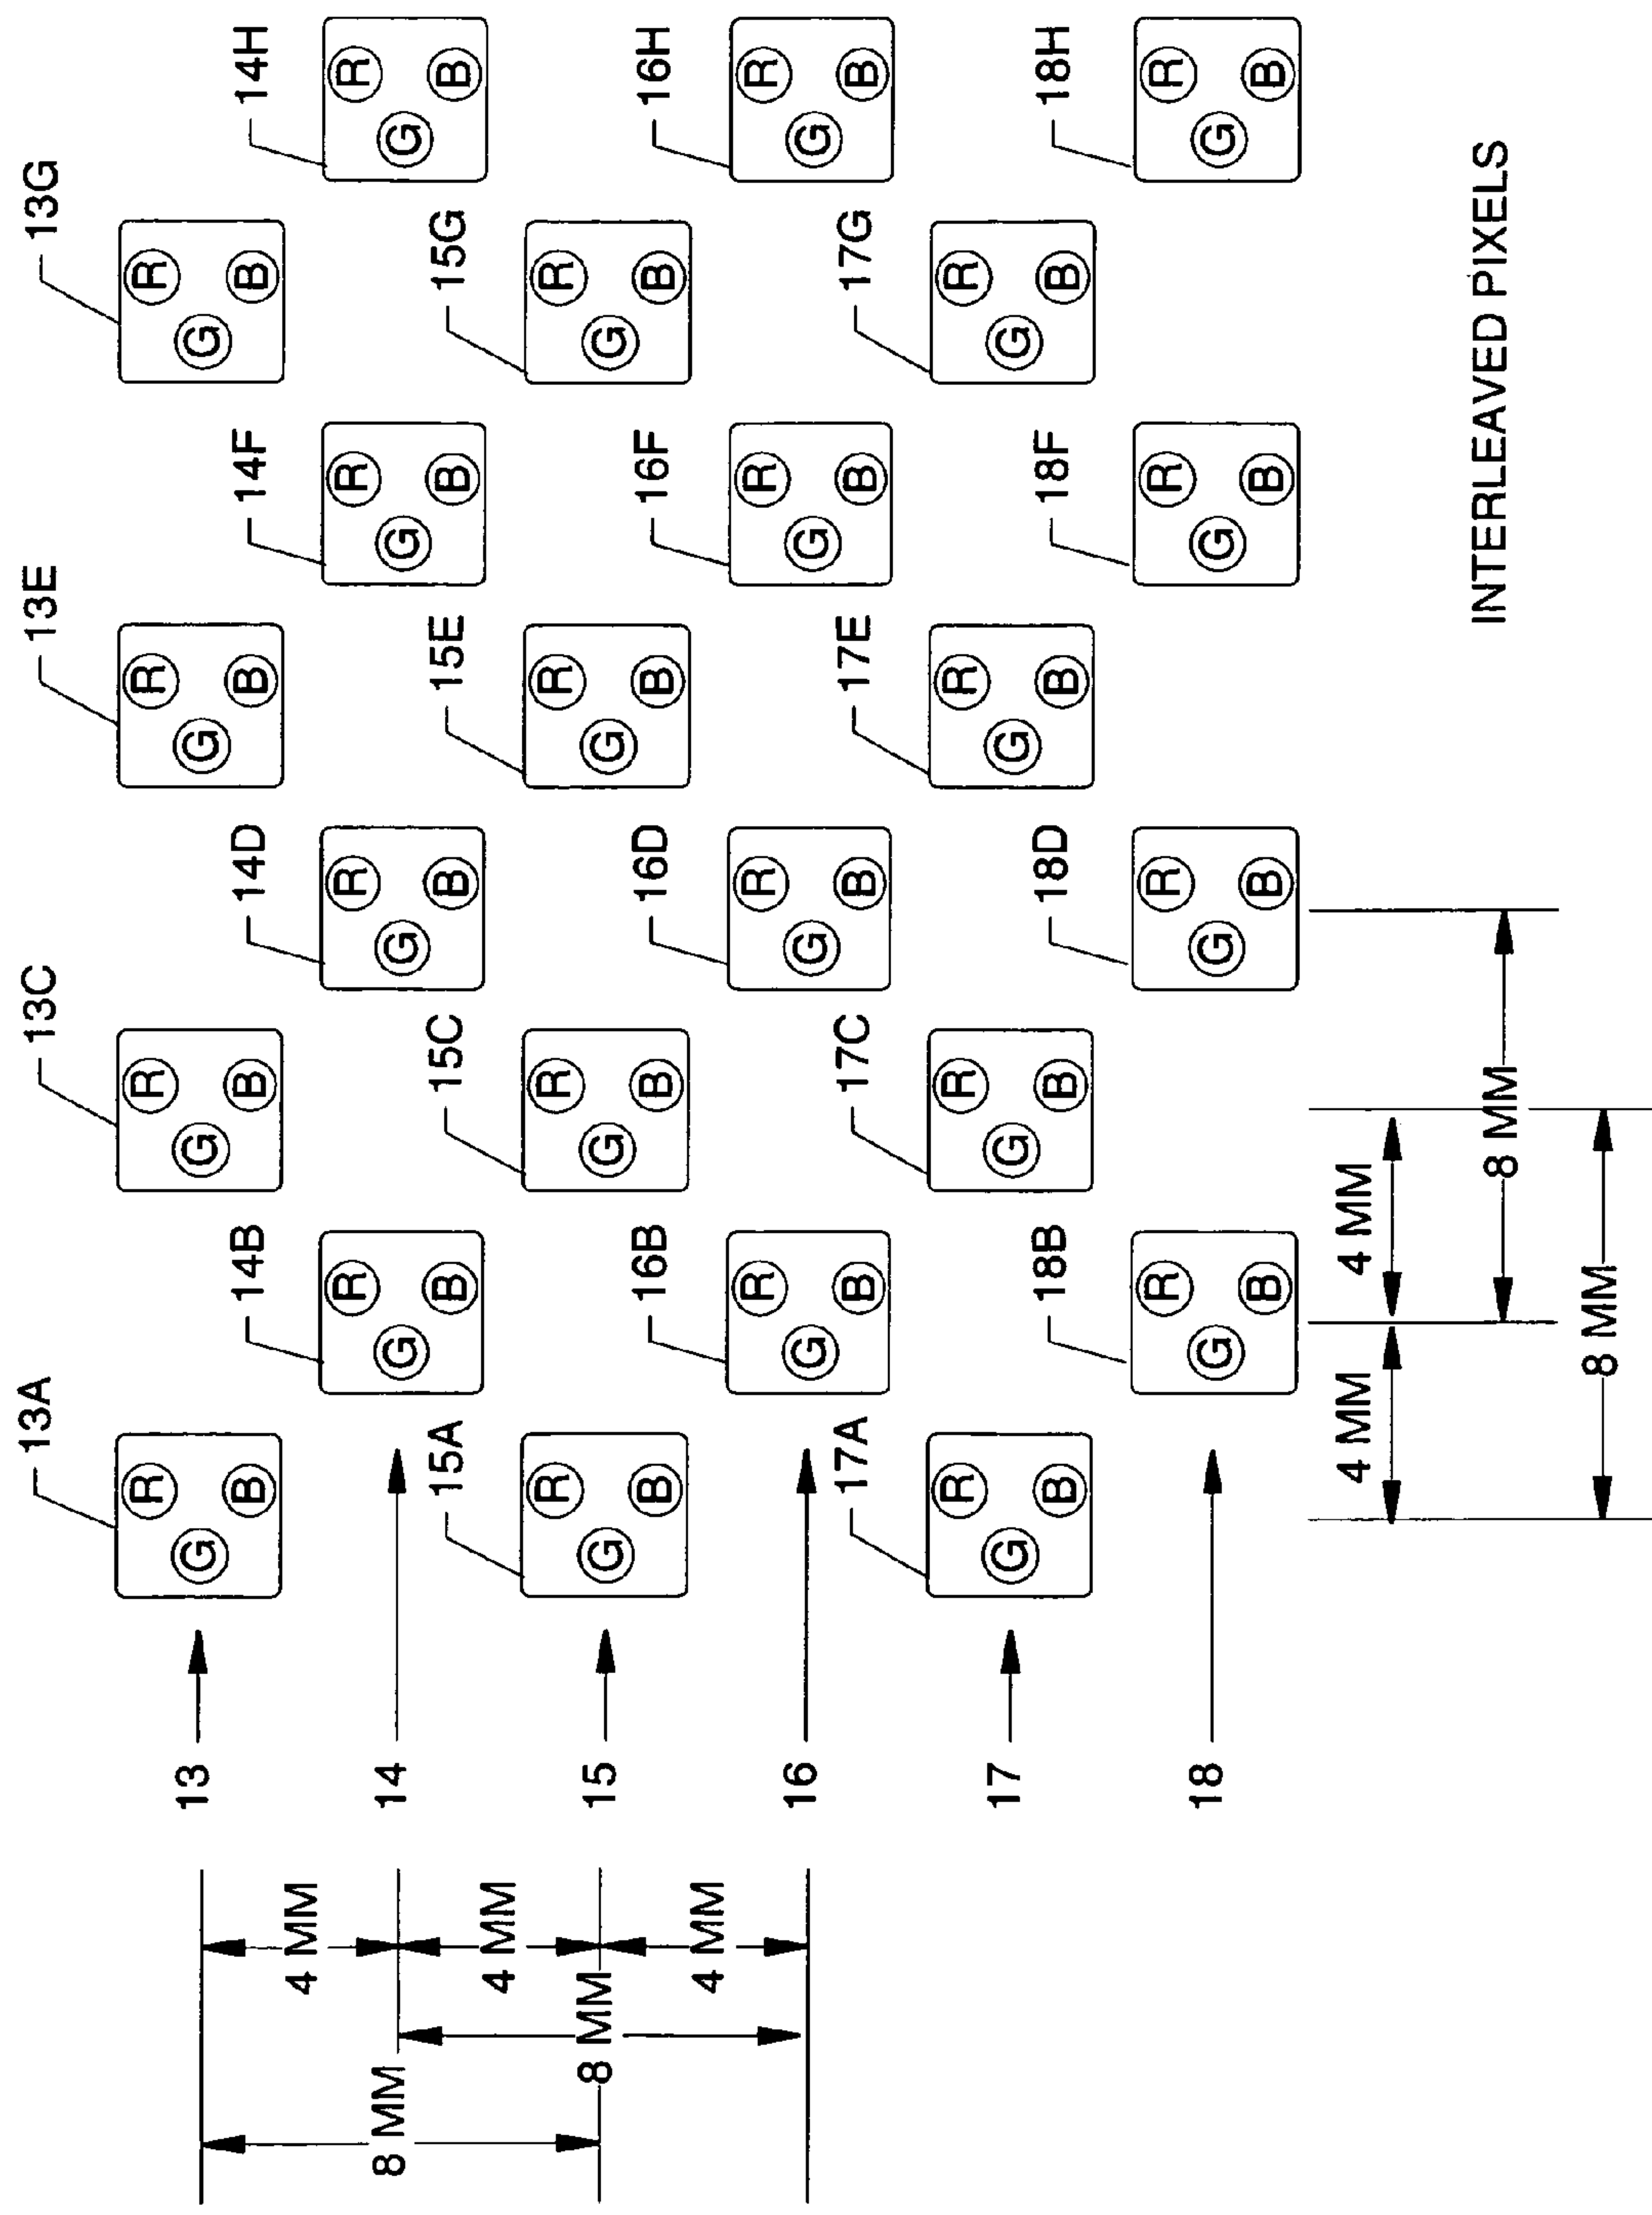 13A 13C 13E 13G
R R R R
13 G G G G
B B B B
14B 14D 14F 14H
4 MM
R R R R
8 MM 14 G G G G
B B B B
15A 15C 15E 15G
4 MM
R R R R
8 MM 15 G G G G
B B B B
16B 16D 16F 16H
4 MM
R R R R
16 G G G G
B B B B
17A 17C 17E 17G
R R R R
17 G G G G
B B B B
18B 18D 18F 18H
R R R R
18 G G G G
B B B B
4 MM 4 MM
8 MM
INTERLEAVED PIXELS
8 MM